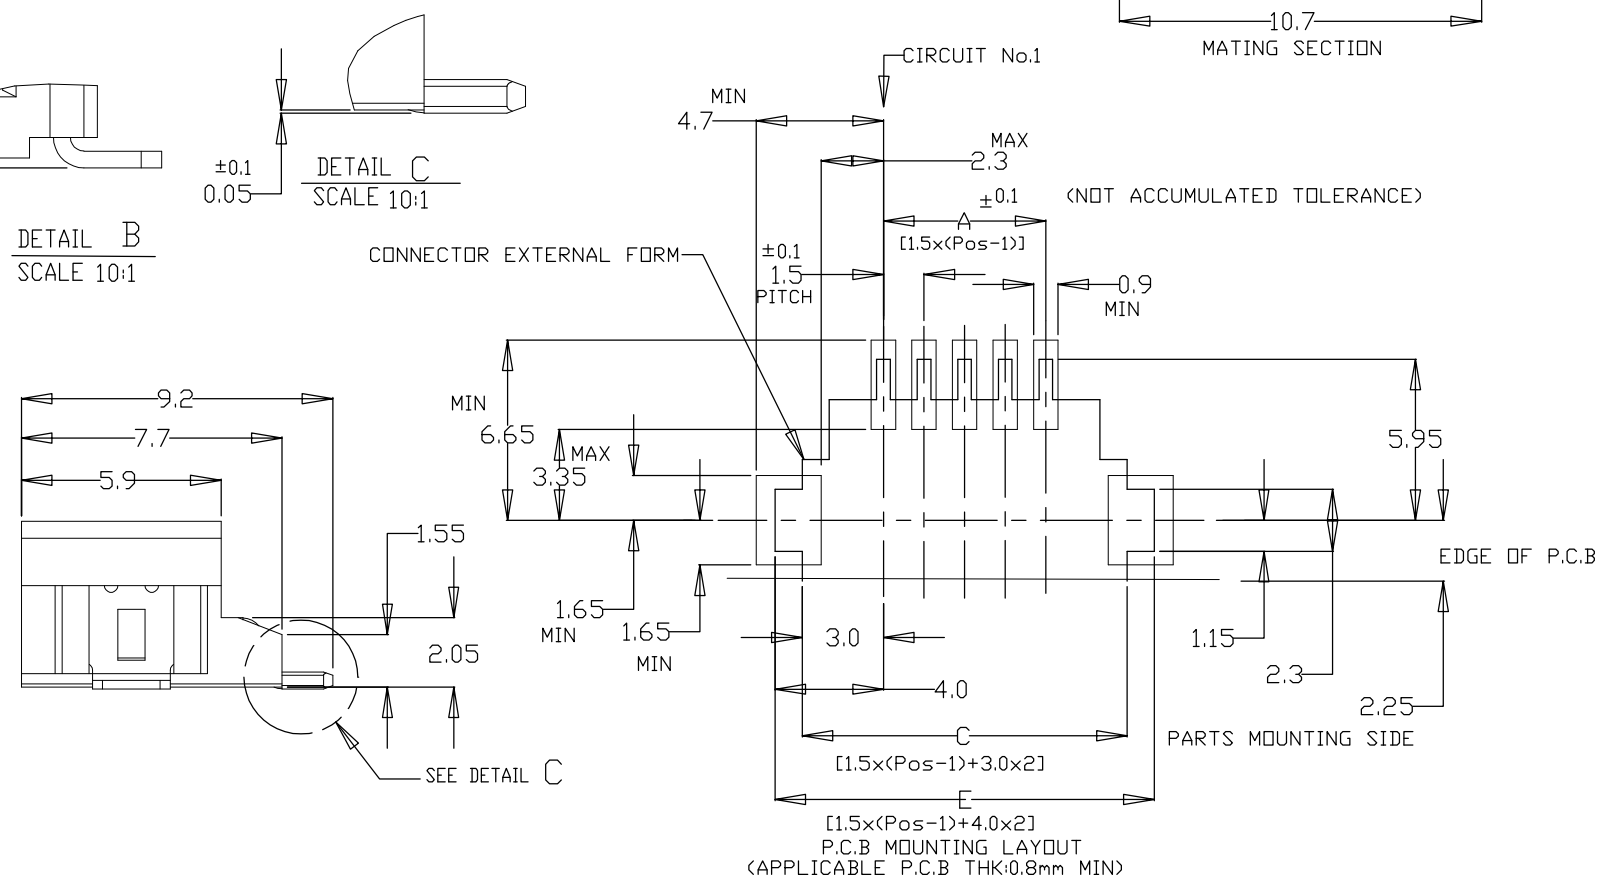 10.7
MATING SECTION
CIRCUIT No.1
MIN
4.7
MAX
2.3
±0.1
0.05
DETAIL C
SCALE 10:1
A ±0.1
(NOT ACCUMULATED TOLERANCE)
[1.5x(Pos-1)]
DETAIL B
SCALE 10:1
CONNECTOR EXTERNAL FORM
±0.1
1.5
PITCH
0.9
MIN
9.2
7.7
5.9
MIN
6.65
MAX
3.35
5.95
1.55
2.05
EDGE OF P.C.B
1.65
MIN
1.65
MIN
3.0
1.15
2.3
4.0
2.25
C
PARTS MOUNTING SIDE
[1.5x(Pos-1)+3.0x2]
SEE DETAIL C
E
[1.5x(Pos-1)+4.0x2]
P.C.B MOUNTING LAYOUT
(APPLICABLE P.C.B THK:0.8mm MIN)